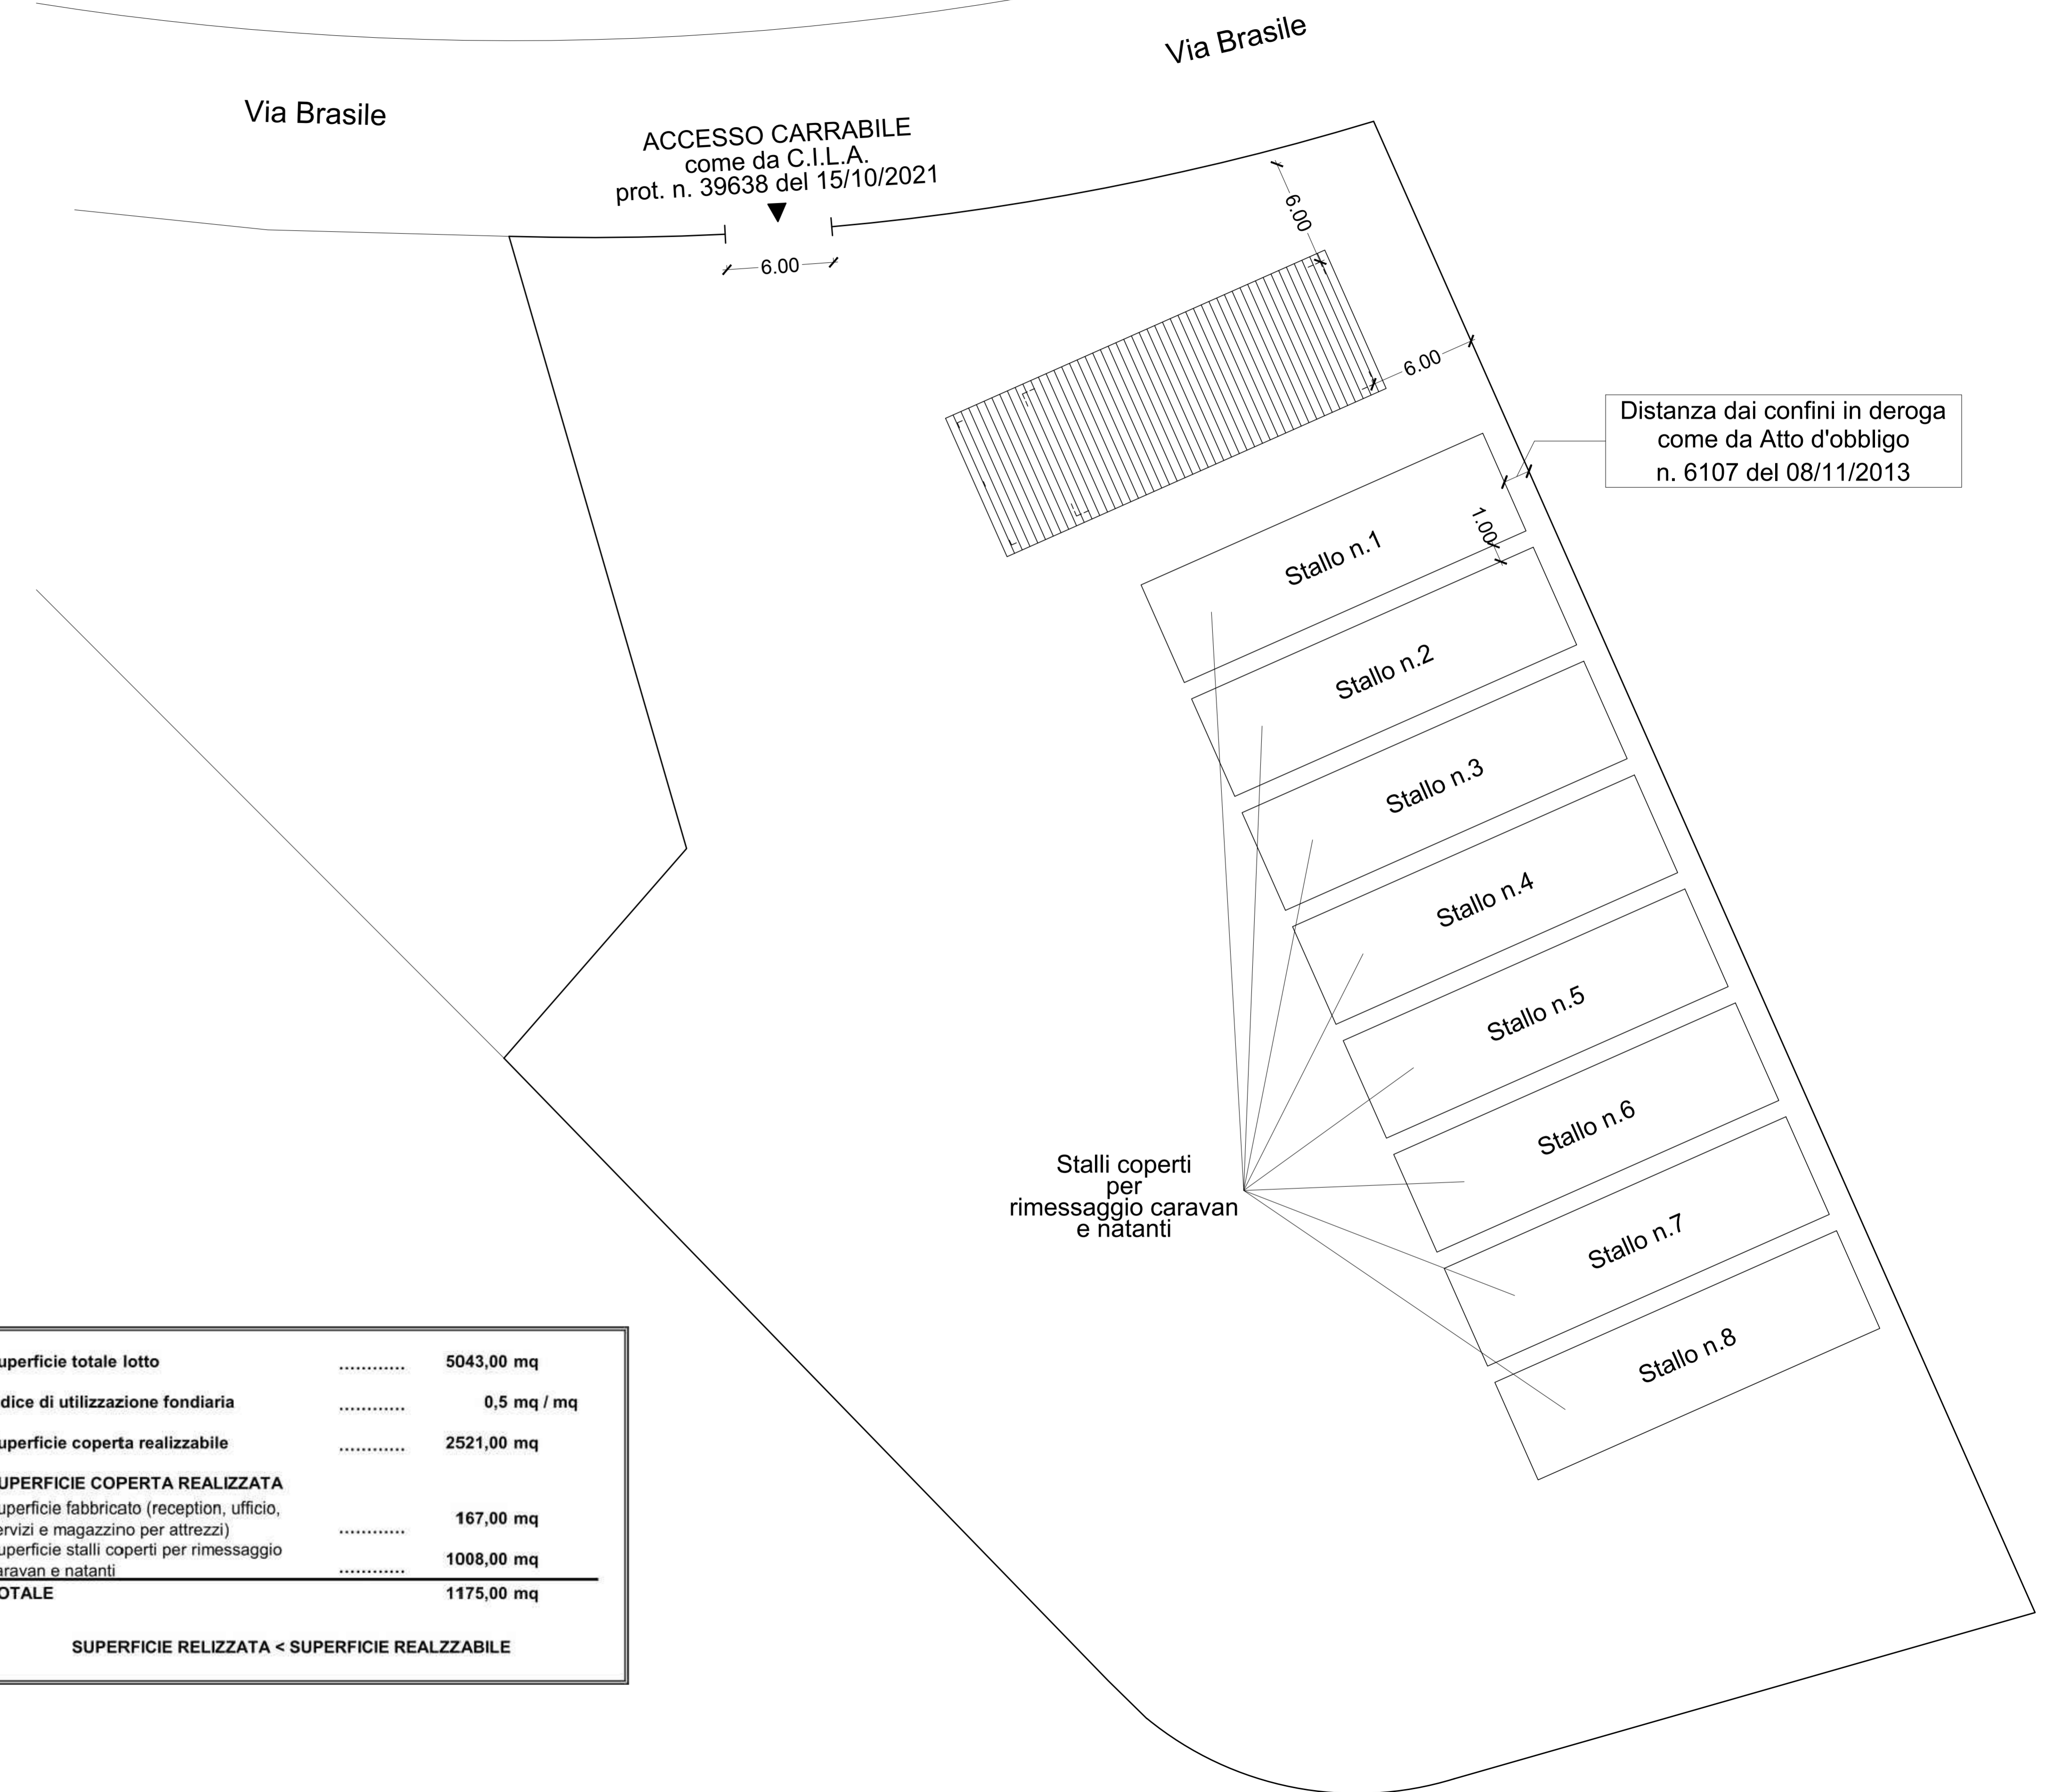 Via Brasile
Via Brasile
ACCESSO CARRABILE
come da C.I.L.A.
prot. n. 39638 del 15/10/2021
6.00
6.00
6.00
Distanza dai confini in deroga
come da Atto d'obbligo
n. 6107 del 08/11/2013
1.00
Stallo n.1
Stallo n.2
Stallo n.3
Stallo n.4
Stallo n.5
Stallo n.6
Stallo n.7
Stallo n.8
Stalli coperti
per
rimessaggio caravan
e natanti
uperficie totale lotto ............ 5043,00 mq
dice di utilizzazione fondiaria ............ 0,5 mq / mq
uperficie coperta realizzabile ............ 2521,00 mq
UPERFICIE COPERTA REALIZZATA
uperficie fabbricato (reception, ufficio,
ervizi e magazzino per attrezzi) ............ 167,00 mq
uperficie stalli coperti per rimessaggio
aravan e natanti ............ 1008,00 mq
OTALE 1175,00 mq
SUPERFICIE RELIZZATA < SUPERFICIE REALZZABILE